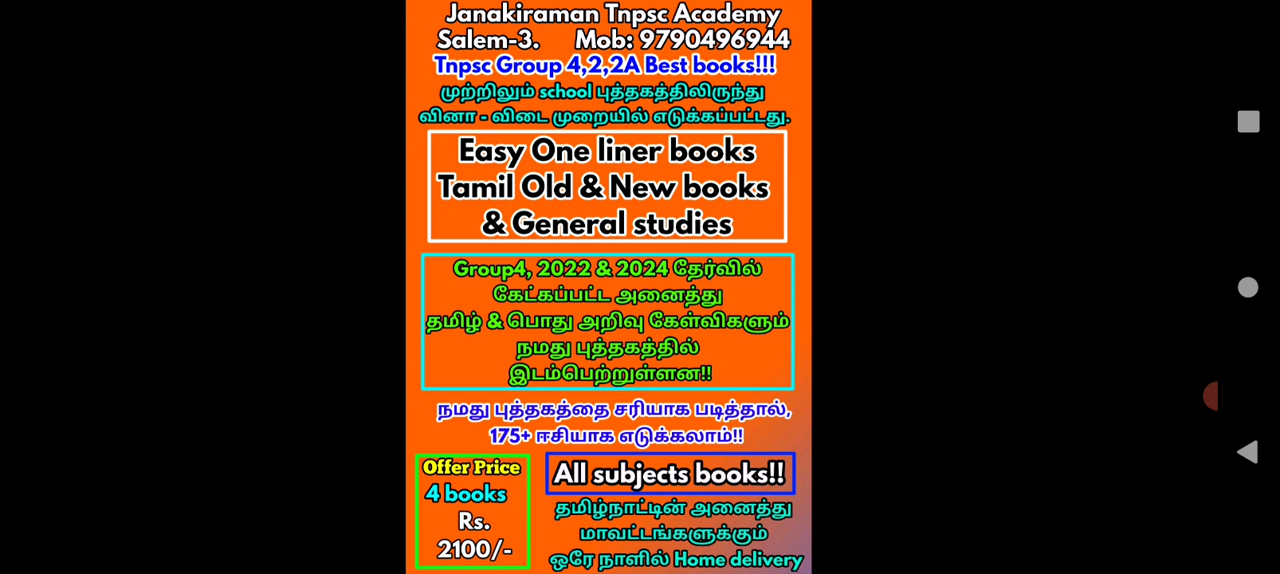 Janakiraman Tnpsc Academy
Salem-3. Mob: 9790496944
Tnpsc Group 4,2,2A Best books!!!
முற்றிலும் school புத்தகத்திலிருந்து
வினா - விடை முறையில் எடுக்கப்பட்டது.
Easy One liner books
Tamil Old & New books
& General studies
Group4, 2022 & 2024 தேர்வில்
கேட்கப்பட்ட அனைத்து
தமிழ் & பொது அறிவு கேள்விகளும்
நமது புத்தகத்தில்
இடம்பெற்றுள்ளன!!
நமது புத்தகத்தை சரியாக படித்தால்,
175+ ஈசியாக எடுக்கலாம்!!
Offer Price
4 books
Rs.
2100/-
All subjects books!!
தமிழ்நாட்டின் அனைத்து
மாவட்டங்களுக்கும்
ஒரே நாளில் Home delivery